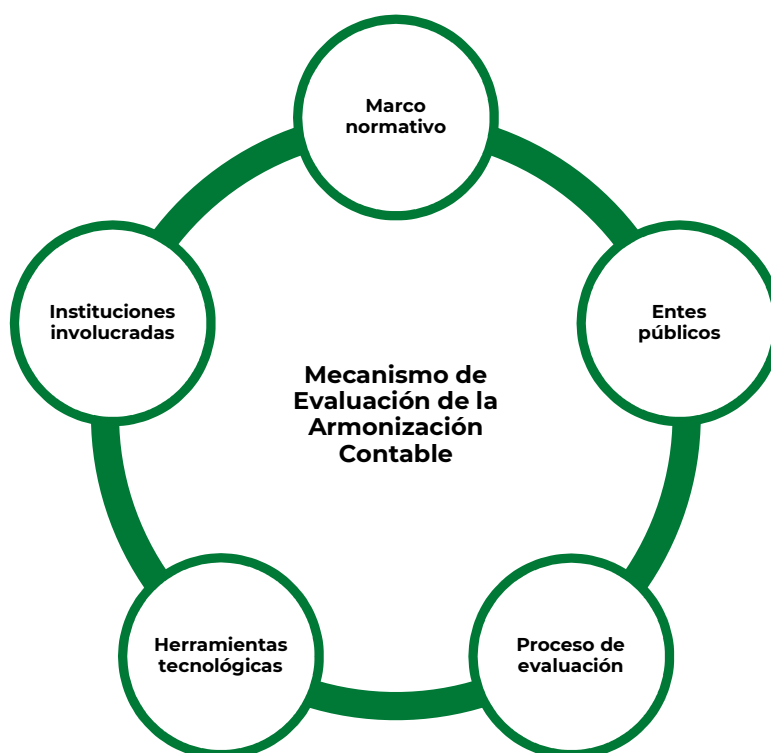 Marco
normativo
Instituciones
involucradas
Entes
públicos
Mecanismo de
Evaluación de la
Armonización
Contable
Herramientas
tecnológicas
Proceso de
evaluación